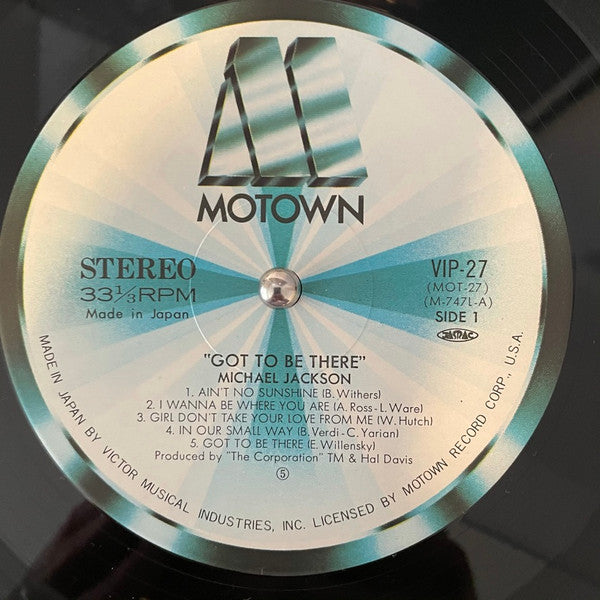 MOTOWN
STEREO
33⅓RPM
Made in Japan
VIP-27
(MOT-27)
(M-747L-A)
SIDE 1
JASRAC
"GOT TO BE THERE"
MICHAEL JACKSON
1. AIN'T NO SUNSHINE (B. Withers)
2. I WANNA BE WHERE YOU ARE (A. Ross-L. Ware)
3. GIRL DON'T TAKE YOUR LOVE FROM ME (W. Hutch)
4. IN OUR SMALL WAY (B. Verdi-C. Yarian)
5. GOT TO BE THERE (E. Willensky)
Produced by "The Corporation" TM & Hal Davis
⑤
MADE IN JAPAN BY VICTOR MUSICAL INDUSTRIES, INC. LICENSED BY MOTOWN RECORD CORP., U.S.A.